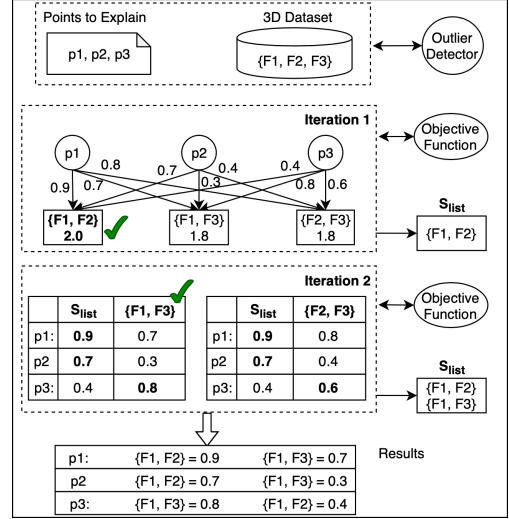 Points to Explain
3D Dataset
p1, p2, p3
{F1, F2, F3}
Outlier
Detector
Iteration 1
p1
p2
p3
Objective
Function
0.8
0.7
0.4
0.4
0.9
0.7
0.3
0.8
0.6
{F1, F2}
2.0
{F1, F3}
1.8
{F2, F3}
1.8
Slist
{F1, F2}
Iteration 2
Slist {F1, F3}
p1: 0.9 0.7
p2 0.7 0.3
p3: 0.4 0.8
Slist {F2, F3}
p1: 0.9 0.8
p2 0.7 0.4
p3: 0.4 0.6
Objective
Function
Slist
{F1, F2}
{F1, F3}
p1: {F1, F2} = 0.9 {F1, F3} = 0.7
p2 {F1, F2} = 0.7 {F1, F3} = 0.3
p3: {F1, F3} = 0.8 {F1, F2} = 0.4
Results